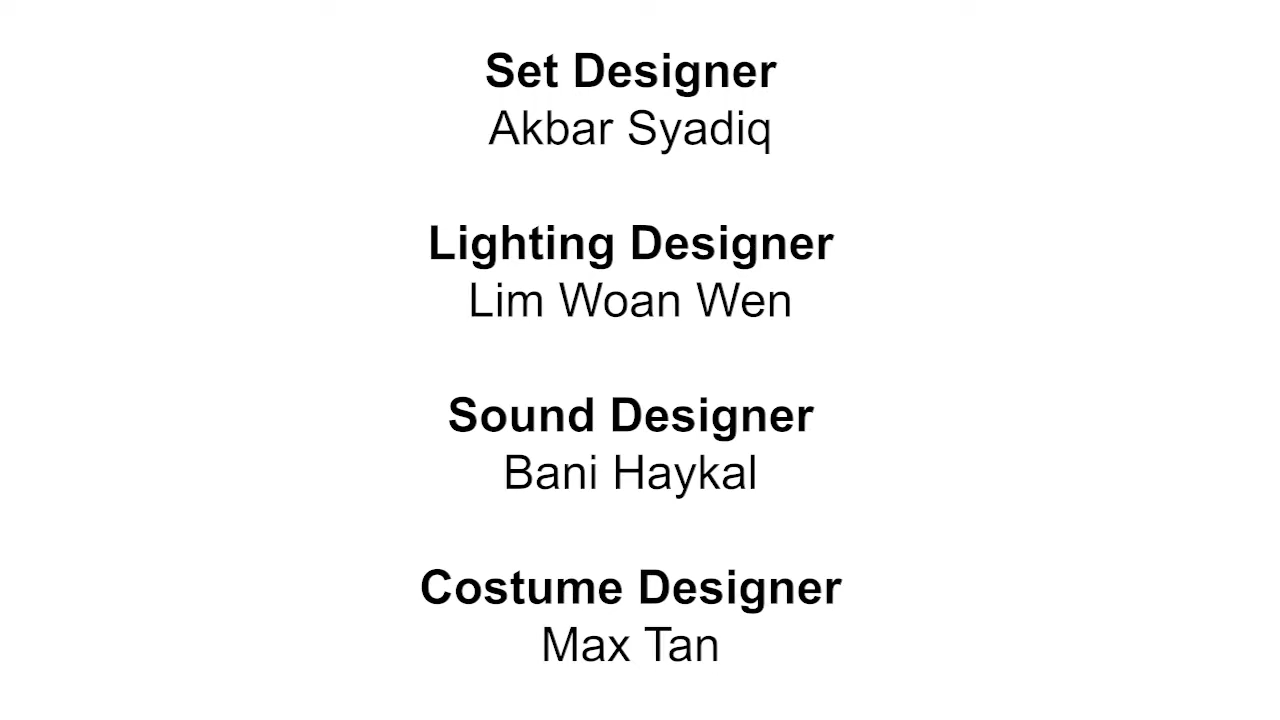 Set Designer
Akbar Syadiq
Lighting Designer
Lim Woan Wen
Sound Designer
Bani Haykal
Costume Designer
Max Tan